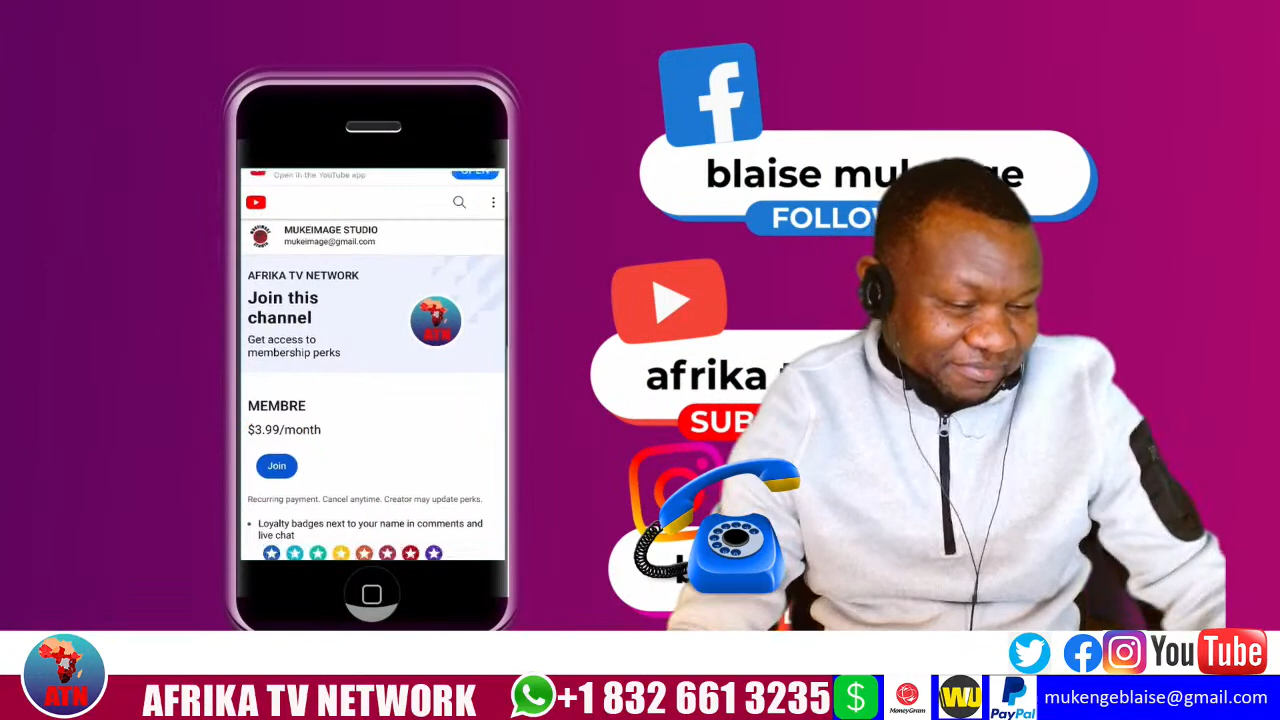 Open in the YouTube app
OPEN
MUKEIMAGE STUDIO
mukeimage@gmail.com
AFRIKA TV NETWORK
Join this
channel
Get access to
membership perks
ATN
MEMBRE
$3.99/month
Join
Recurring payment. Cancel anytime. Creator may update perks.
• Loyalty badges next to your name in comments and
live chat
blaise
FOLLOW
afrika
SUB
ATN
AFRIKA TV NETWORK
+1 832 661 3235
$
MoneyGram
WU
PayPal
YouTube
mukengeblaise@gmail.com